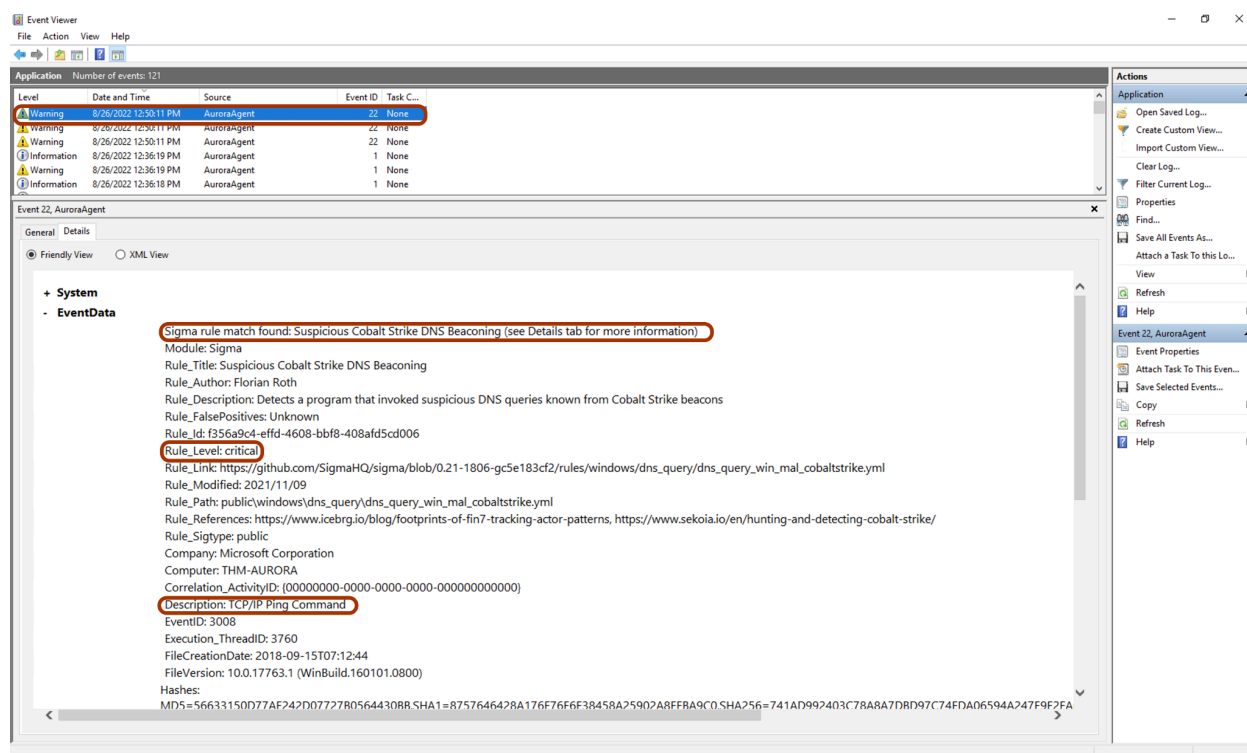 Event Viewer
File Action View Help
Application Number of events: 121
Level Date and Time Source Event ID Task C...
Warning 8/26/2022 12:50:11 PM AuroraAgent 22 None
Warning 8/26/2022 12:50:11 PM AuroraAgent 22 None
Warning 8/26/2022 12:50:11 PM AuroraAgent 22 None
Information 8/26/2022 12:36:19 PM AuroraAgent 1 None
Warning 8/26/2022 12:36:19 PM AuroraAgent 1 None
Information 8/26/2022 12:36:18 PM AuroraAgent 1 None
Event 22, AuroraAgent
General Details
Friendly View XML View
+ System
- EventData
Sigma rule match found: Suspicious Cobalt Strike DNS Beaconing (see Details tab for more information)
Module: Sigma
Rule_Title: Suspicious Cobalt Strike DNS Beaconing
Rule_Author: Florian Roth
Rule_Description: Detects a program that invoked suspicious DNS queries known from Cobalt Strike beacons
Rule_FalsePositives: Unknown
Rule_Id: f356a9c4-effd-4608-bbf8-408afd5cd006
Rule_Level: critical
Rule_Link: https://github.com/SigmaHQ/sigma/blob/0.21-1806-gc5e183cf2/rules/windows/dns_query/dns_query_win_mal_cobaltstrike.yml
Rule_Modified: 2021/11/09
Rule_Path: public\windows\dns_query\dns_query_win_mal_cobaltstrike.yml
Rule_References: https://www.icebrg.io/blog/footprints-of-fin7-tracking-actor-patterns, https://www.sekoia.io/en/hunting-and-detecting-cobalt-strike/
Rule_Sigtype: public
Company: Microsoft Corporation
Computer: THM-AURORA
Correlation_ActivityID: {00000000-0000-0000-0000-000000000000}
Description: TCP/IP Ping Command
EventID: 3008
Execution_ThreadID: 3760
FileCreationDate: 2018-09-15T07:12:44
FileVersion: 10.0.17763.1 (WinBuild.160101.0800)
Hashes:
Actions
Application
Open Saved Log...
Create Custom View...
Import Custom View...
Clear Log...
Filter Current Log...
Properties
Find...
Save All Events As...
Attach a Task To this Lo...
View
Refresh
Help
Event 22, AuroraAgent
Event Properties
Attach Task To This Even...
Save Selected Events...
Copy
Refresh
Help